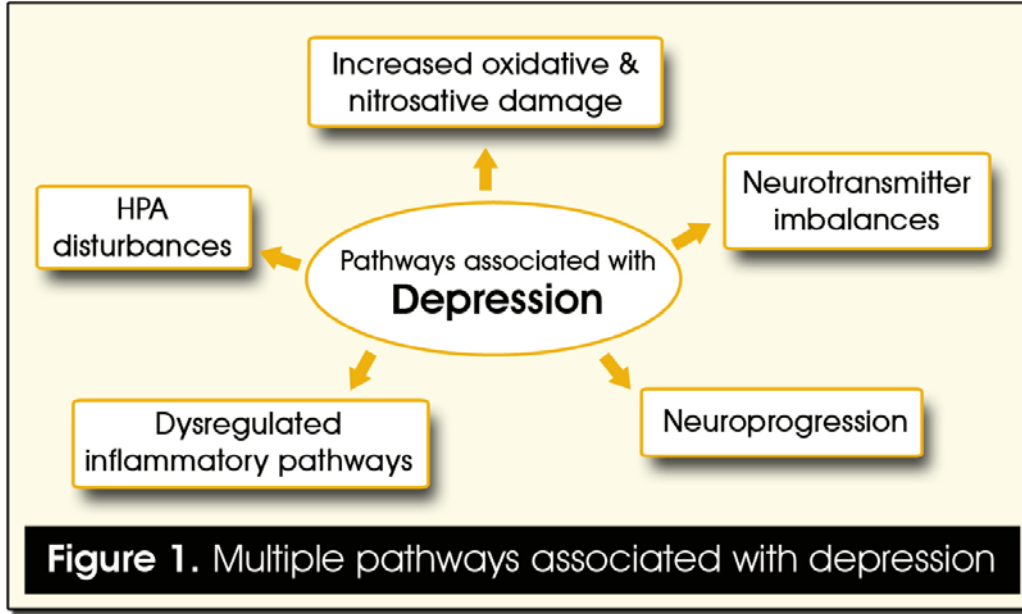 Increased oxidative &
nitrosative damage
HPA
disturbances
Neurotransmitter
imbalances
Pathways associated with
Depression
Dysregulated
inflammatory pathways
Neuroprogression
Figure 1. Multiple pathways associated with depression